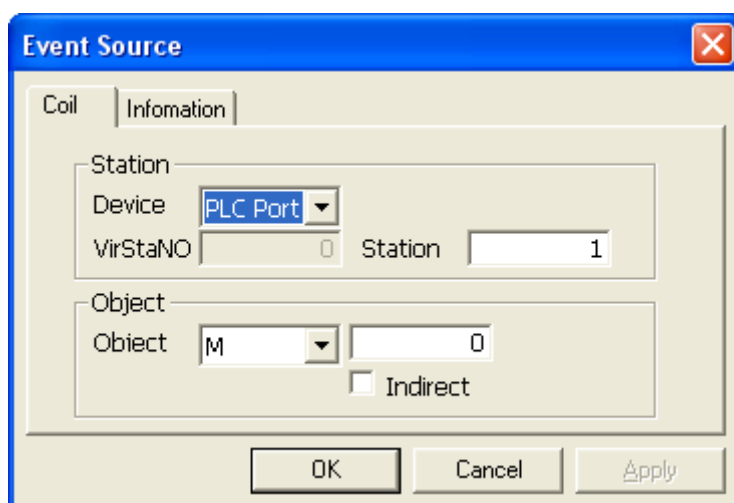 Event Source
Coil Infomation
Station
Device PLC Port
VirStaNO 0 Station 1
Object
Obiect M 0
Indirect
OK Cancel Apply